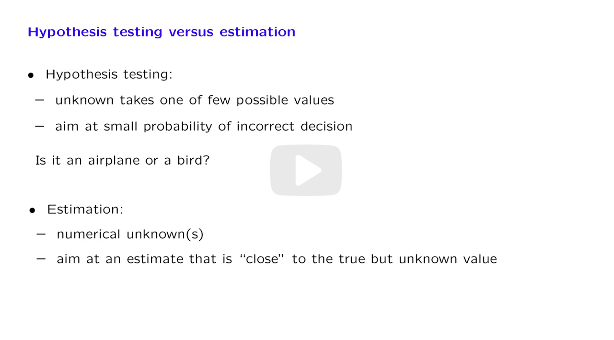 Hypothesis testing versus estimation
• Hypothesis testing:
– unknown takes one of few possible values
– aim at small probability of incorrect decision
Is it an airplane or a bird?
• Estimation:
– numerical unknown(s)
– aim at an estimate that is “close” to the true but unknown value